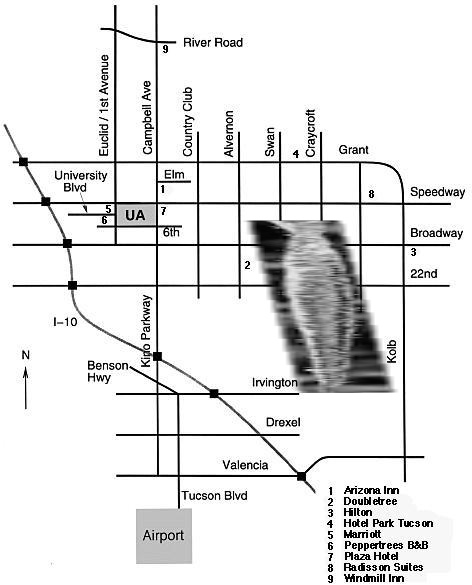 River Road
9
Euclid / 1st Avenue
Campbell Ave
Country Club
Alvernon
Swan
Craycroft
4
Grant
University
Blvd
Elm
1
8
Speedway
5
UA
7
6
6th
Broadway
3
2
22nd
I-10
Kino Parkway
Kolb
N
Benson
Hwy
Irvington
Drexel
Valencia
Tucson Blvd
Airport
1 Arizona Inn
2 Doubletree
3 Hilton
4 Hotel Park Tucson
5 Marriott
6 Peppertrees B&B
7 Plaza Hotel
8 Radisson Suites
9 Windmill Inn